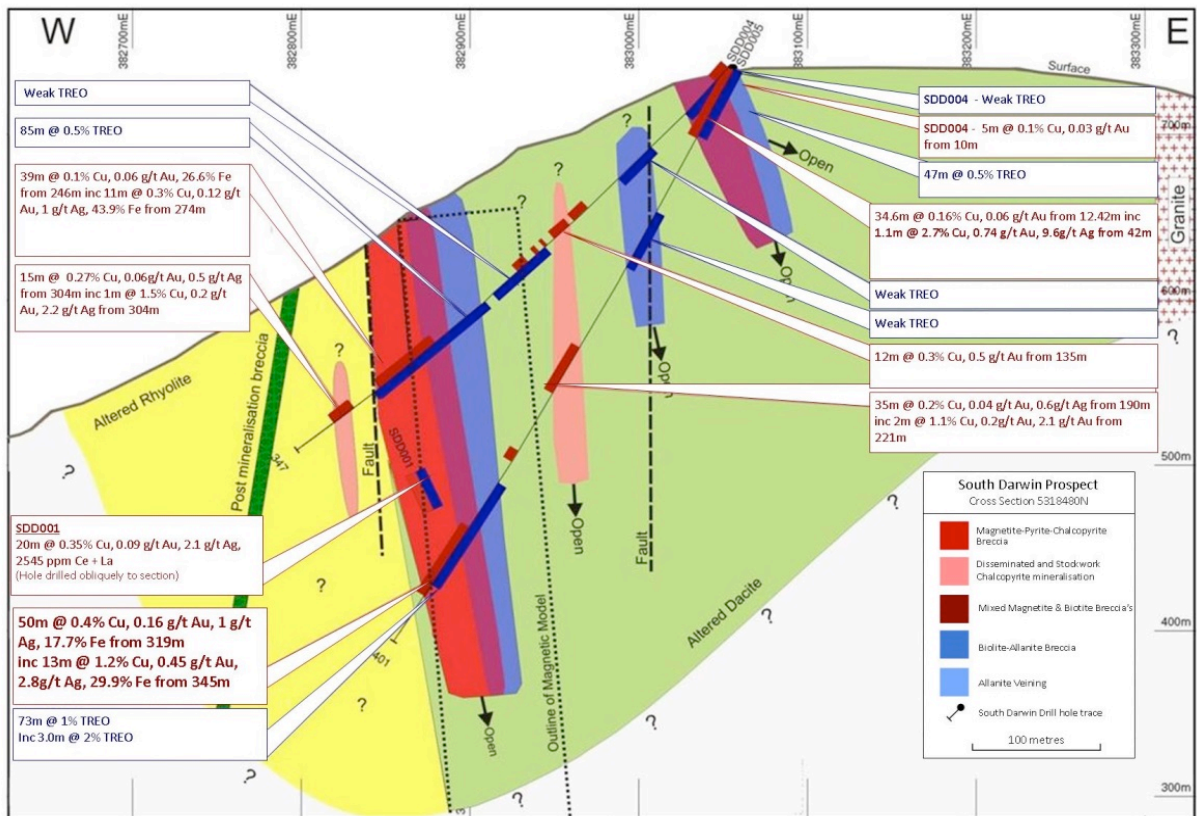 W
E
382700mE
382800mE
382900mE
383000mE
383100mE
383200mE
383300mE
SDD004
SDD005
Surface
Weak TREO
85m @ 0.5% TREO
39m @ 0.1% Cu, 0.06 g/t Au, 26.6% Fe
from 246m inc 11m @ 0.3% Cu, 0.12 g/t
Au, 1 g/t Ag, 43.9% Fe from 274m
15m @ 0.27% Cu, 0.06g/t Au, 0.5 g/t Ag
from 304m inc 1m @ 1.5% Cu, 0.2 g/t
Au, 2.2 g/t Ag from 304m
SDD001
20m @ 0.35% Cu, 0.09 g/t Au, 2.1 g/t Ag,
2545 ppm Ce + La
(Hole drilled obliquely to section)
50m @ 0.4% Cu, 0.16 g/t Au, 1 g/t
Ag, 17.7% Fe from 319m
inc 13m @ 1.2% Cu, 0.45 g/t Au,
2.8g/t Ag, 29.9% Fe from 345m
73m @ 1% TREO
Inc 3.0m @ 2% TREO
SDD004 - Weak TREO
SDD004 - 5m @ 0.1% Cu, 0.03 g/t Au
from 10m
47m @ 0.5% TREO
34.6m @ 0.16% Cu, 0.06 g/t Au from 12.42m inc
1.1m @ 2.7% Cu, 0.74 g/t Au, 9.6g/t Ag from 42m
Weak TREO
Weak TREO
12m @ 0.3% Cu, 0.5 g/t Au from 135m
35m @ 0.2% Cu, 0.04 g/t Au, 0.6g/t Ag from 190m
inc 2m @ 1.1% Cu, 0.2g/t Au, 2.1 g/t Au from
221m
Altered Rhyolite
Post mineralisation breccia
Fault
SDD001
347
401
Open
Outline of Magnetic Model
Open
Fault
Open
Open
Open
Altered Dacite
Granite
?
?
?
?
?
?
?
?
?
?
?
?
?
?
700m
600m
500m
400m
300m
South Darwin Prospect
Cross Section 5318480N
Magnetite-Pyrite-Chalcopyrite
Breccia
Disseminated and Stockwork
Chalcopyrite mineralisation
Mixed Magnetite & Biotite Breccia's
Biolite-Allanite Breccia
Allanite Veining
South Darwin Drill hole trace
100 metres